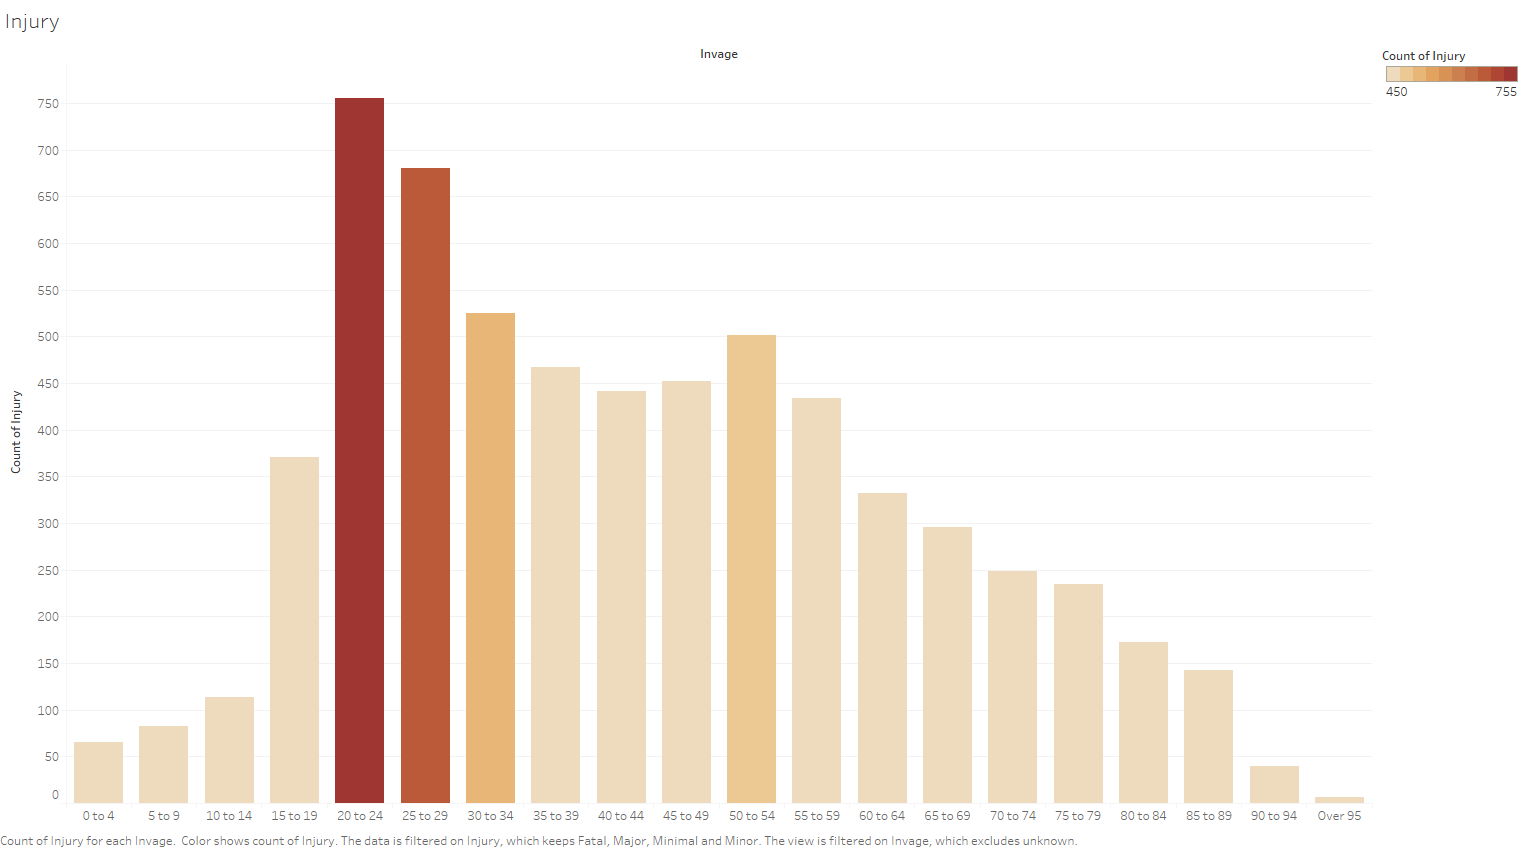 Injury
Invage
Count of Injury
450 755
750
700
650
600
550
500
450
400
350
300
250
200
150
100
50
0
Count of Injury
0 to 4 5 to 9 10 to 14 15 to 19 20 to 24 25 to 29 30 to 34 35 to 39 40 to 44 45 to 49 50 to 54 55 to 59 60 to 64 65 to 69 70 to 74 75 to 79 80 to 84 85 to 89 90 to 94 Over 95
Count of Injury for each Invage. Color shows count of Injury. The data is filtered on Injury, which keeps Fatal, Major, Minimal and Minor. The view is filtered on Invage, which excludes unknown.